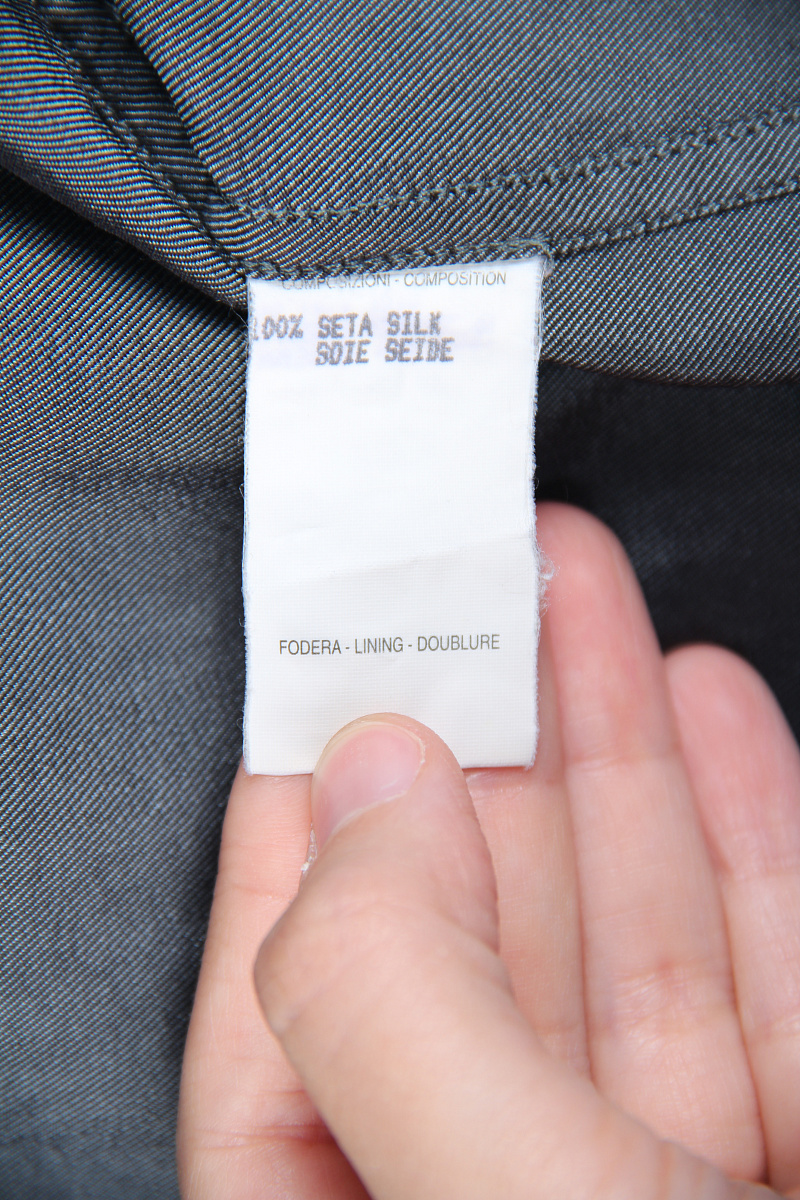 COMPOSIZIONI - COMPOSITION
100% SETA SILK
SOIE SEIDE
FODERA - LINING - DOUBLURE